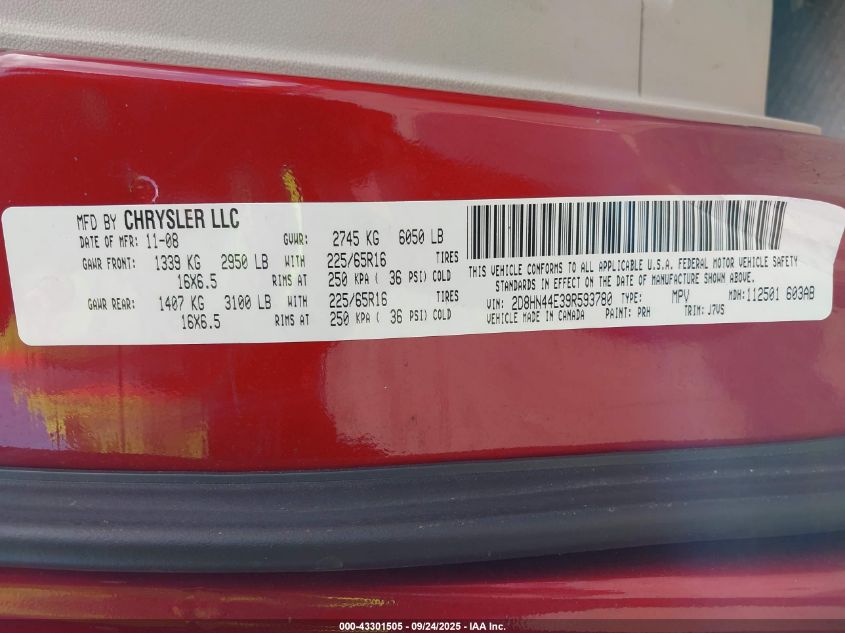 MFD BY CHRYSLER LLC
DATE OF MFR: 11-08 GVWR: 2745 KG 6050 LB
GAWR FRONT: 1339 KG 2950 LB WITH 225/65R16 TIRES
16X6.5 RIMS AT 250 KPA ( 36 PSI) COLD
GAWR REAR: 1407 KG 3100 LB WITH 225/65R16 TIRES
16X6.5 RIMS AT 250 KPA ( 36 PSI) COLD
THIS VEHICLE CONFORMS TO ALL APPLICABLE U.S.A. FEDERAL MOTOR VEHICLE SAFETY
STANDARDS IN EFFECT ON THE DATE OF MANUFACTURE SHOWN ABOVE.
VIN: 2D8HN44E39R593780 TYPE: MPV MDH: 112501 603AB
VEHICLE MADE IN CANADA PAINT: PRH TRIM: J7VS
000-43301505 - 09/24/2025 - IAA Inc.